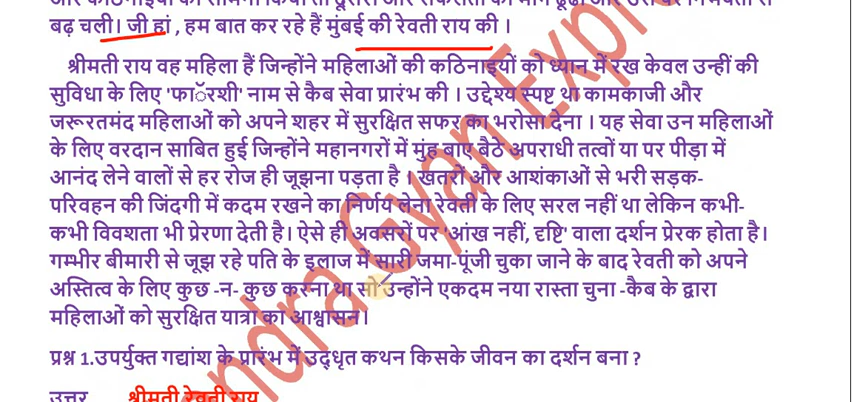 बढ़ चली। जी हां , हम बात कर रहे हैं मुंबई की रेवती राय की ।
श्रीमती राय वह महिला हैं जिन्होंने महिलाओं की कठिनाइयों को ध्यान में रख केवल उन्हीं की
सुविधा के लिए 'फाॅरशी' नाम से कैब सेवा प्रारंभ की । उद्देश्य स्पष्ट था कामकाजी और
जरूरतमंद महिलाओं को अपने शहर में सुरक्षित सफर का भरोसा देना । यह सेवा उन महिलाओं
के लिए वरदान साबित हुई जिन्होंने महानगरों में मुंह बाए बैठे अपराधी तत्वों या पर पीड़ा में
आनंद लेने वालों से हर रोज ही जूझना पड़ता है । खतरों और आशंकाओं से भरी सड़क-
परिवहन की जिंदगी में कदम रखने का निर्णय लेना रेवती के लिए सरल नहीं था लेकिन कभी-
कभी विवशता भी प्रेरणा देती है। ऐसे ही अवसरों पर 'आंख नहीं, दृष्टि' वाला दर्शन प्रेरक होता है।
गम्भीर बीमारी से जूझ रहे पति के इलाज में सारी जमा-पूंजी चुका जाने के बाद रेवती को अपने
अस्तित्व के लिए कुछ -न- कुछ करना था सो उन्होंने एकदम नया रास्ता चुना -कैब के द्वारा
महिलाओं को सुरक्षित यात्रा का आश्वासन।
प्रश्न 1.उपर्युक्त गद्यांश के प्रारंभ में उद्धृत कथन किसके जीवन का दर्शन बना ?
उत्तर श्रीमती रेवती राय